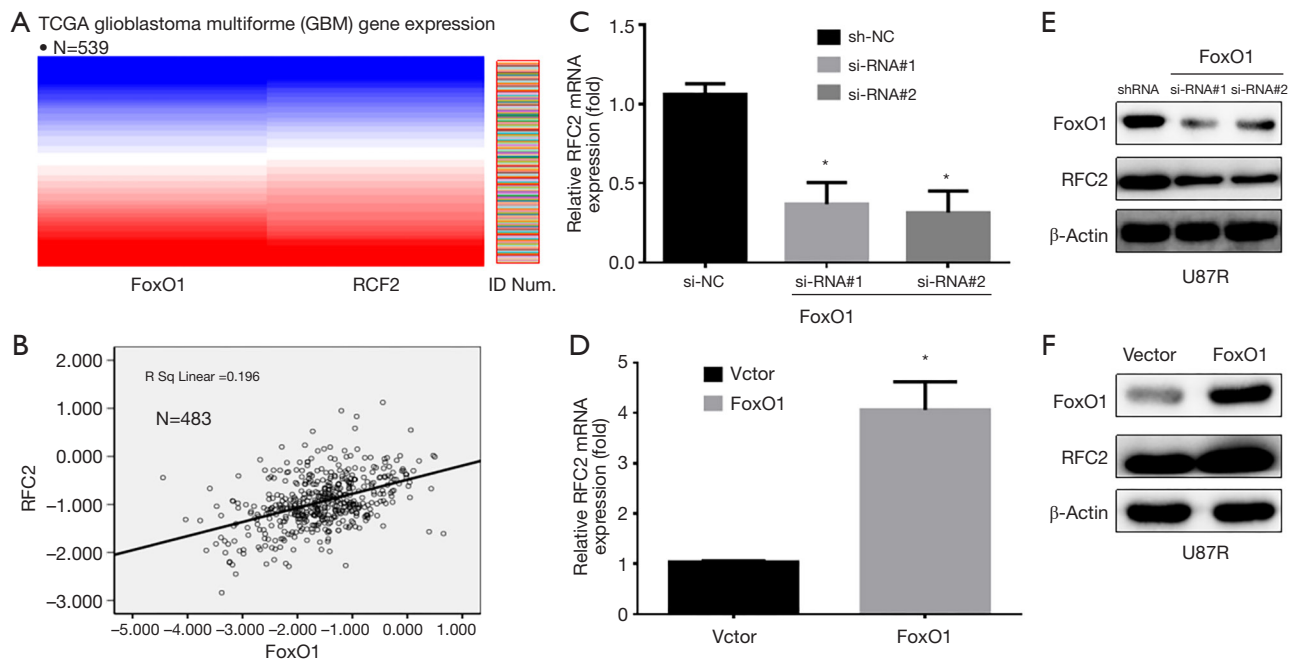 A
TCGA glioblastoma multiforme (GBM) gene expression
• N=539
FoxO1 RCF2 ID Num.
B
2.000
1.000
0.000
−1.000
−2.000
−3.000
RFC2
R Sq Linear =0.196
N=483
−5.000 −4.000 −3.000 −2.000 −1.000 0.000 1.000
FoxO1
C
1.5
1.0
0.5
0.0
Relative RFC2 mRNA
expression (fold)
sh-NC
si-RNA#1
si-RNA#2
*
*
si-NC si-RNA#1 si-RNA#2
FoxO1
D
5
4
3
2
1
0
Relative RFC2 mRNA
expression (fold)
Vctor
FoxO1
*
Vctor FoxO1
E
FoxO1
shRNA si-RNA#1 si-RNA#2
FoxO1
RFC2
β-Actin
U87R
F
Vector FoxO1
FoxO1
RFC2
β-Actin
U87R